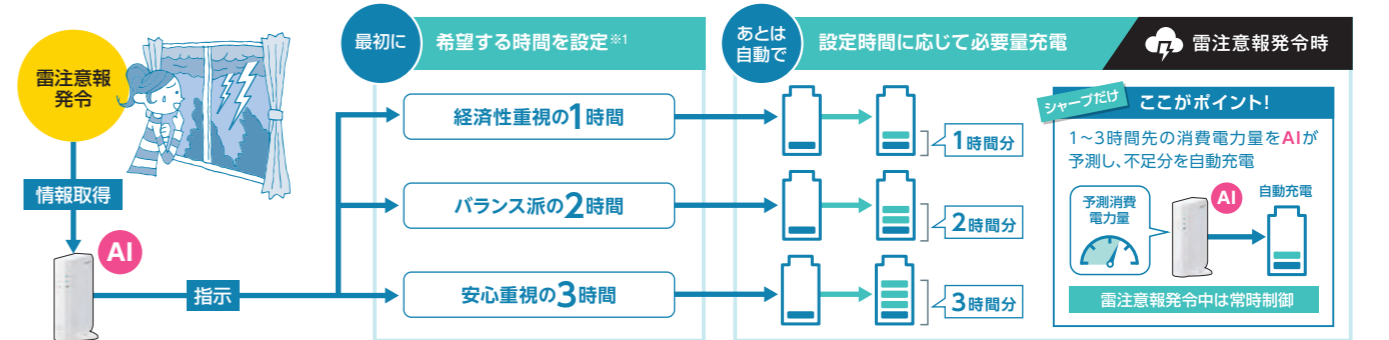 雷注意報
発令
情報取得
AI
指示
最初に
希望する時間を設定※1
経済性重視の1時間
バランス派の2時間
安心重視の3時間
あとは
自動で
設定時間に応じて必要量充電
雷注意報発令時
1時間分
2時間分
3時間分
シャープだけ
ここがポイント!
1~3時間先の消費電力量をAIが
予測し、不足分を自動充電
予測消費
電力量
AI
自動充電
雷注意報発令中は常時制御